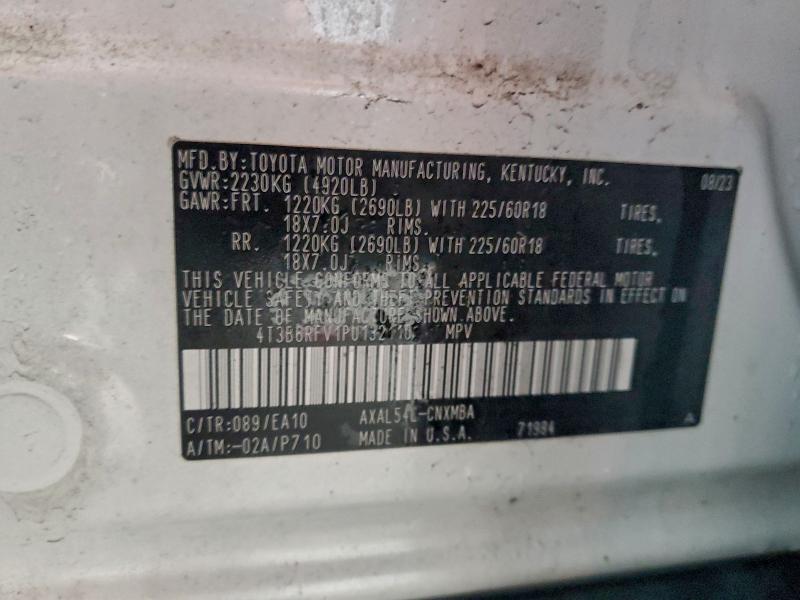 MFD.BY:TOYOTA MOTOR MANUFACTURING, KENTUCKY, INC. 08/23
GVWR:2230KG (4920LB)
GAWR:FRT. 1220KG (2690LB) WITH 225/60R18 TIRES,
18X7.0J RIMS.
RR. 1220KG (2690LB) WITH 225/60R18 TIRES,
18X7.0J RIMS.
THIS VEHICLE CONFORMS TO ALL APPLICABLE FEDERAL MOTOR
VEHICLE SAFETY AND THEFT PREVENTION STANDARDS IN EFFECT ON
THE DATE OF MANUFACTURE SHOWN ABOVE.
MPV
C/TR:089/EA10 AXAL54L-CNXMBA A
A/TM:-02A/P710 MADE IN U.S.A. 71984